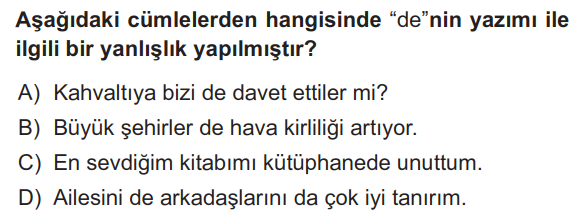 Aşağıdaki cümlelerden hangisinde “de”nin yazımı ile
ilgili bir yanlışlık yapılmıştır?
A) Kahvaltıya bizi de davet ettiler mi?
B) Büyük şehirler de hava kirliliği artıyor.
C) En sevdiğim kitabımı kütüphanede unuttum.
D) Ailesini de arkadaşlarını da çok iyi tanırım.